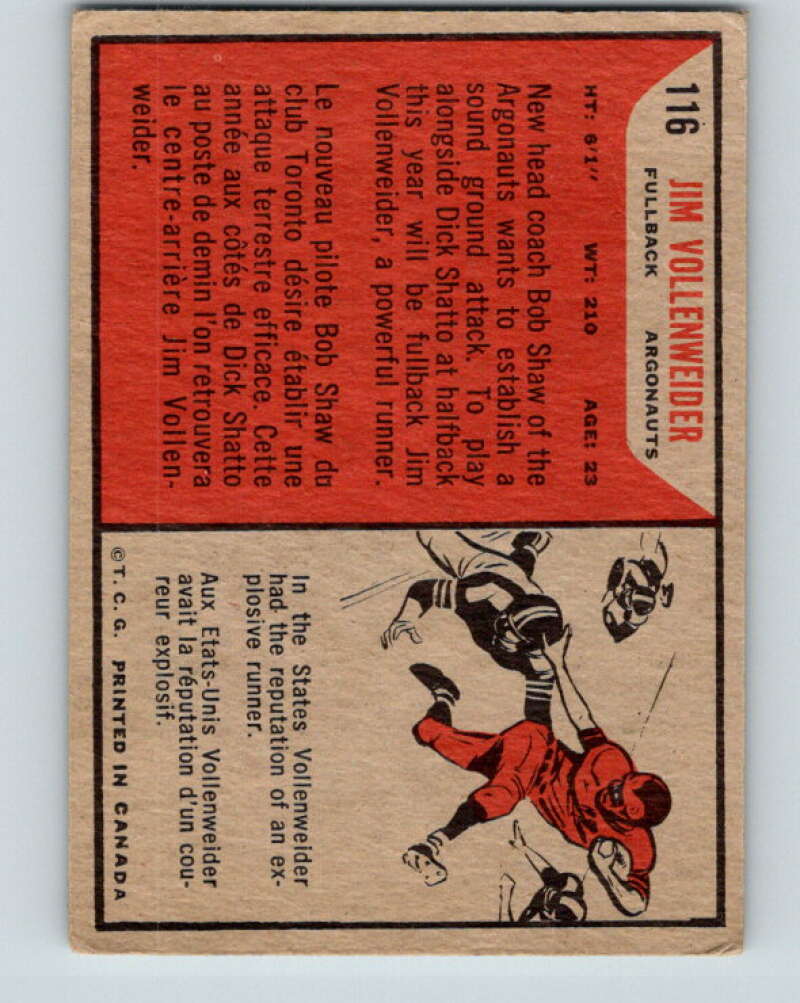 116 JIM VOLLENWEIDER
FULLBACK ARGONAUTS
HT: 6'1" WT: 210 AGE: 23
New head coach Bob Shaw of the
Argonauts wants to establish a
sound ground attack. To play
alongside Dick Shatto at halfback
this year will be fullback Jim
Vollenweider, a powerful runner.
Le nouveau pilote Bob Shaw du
club Toronto désire établir une
attaque terrestre efficace. Cette
année aux côtés de Dick Shatto
au poste de demin l'on retrouvera
le centre-arrière Jim Vollen-
weider.
In the States Vollenweider
had the reputation of an ex-
plosive runner.
Aux Etats-Unis Vollenweider
avait la réputation d'un cou-
reur explosif.
©T. C. G. PRINTED IN CANADA